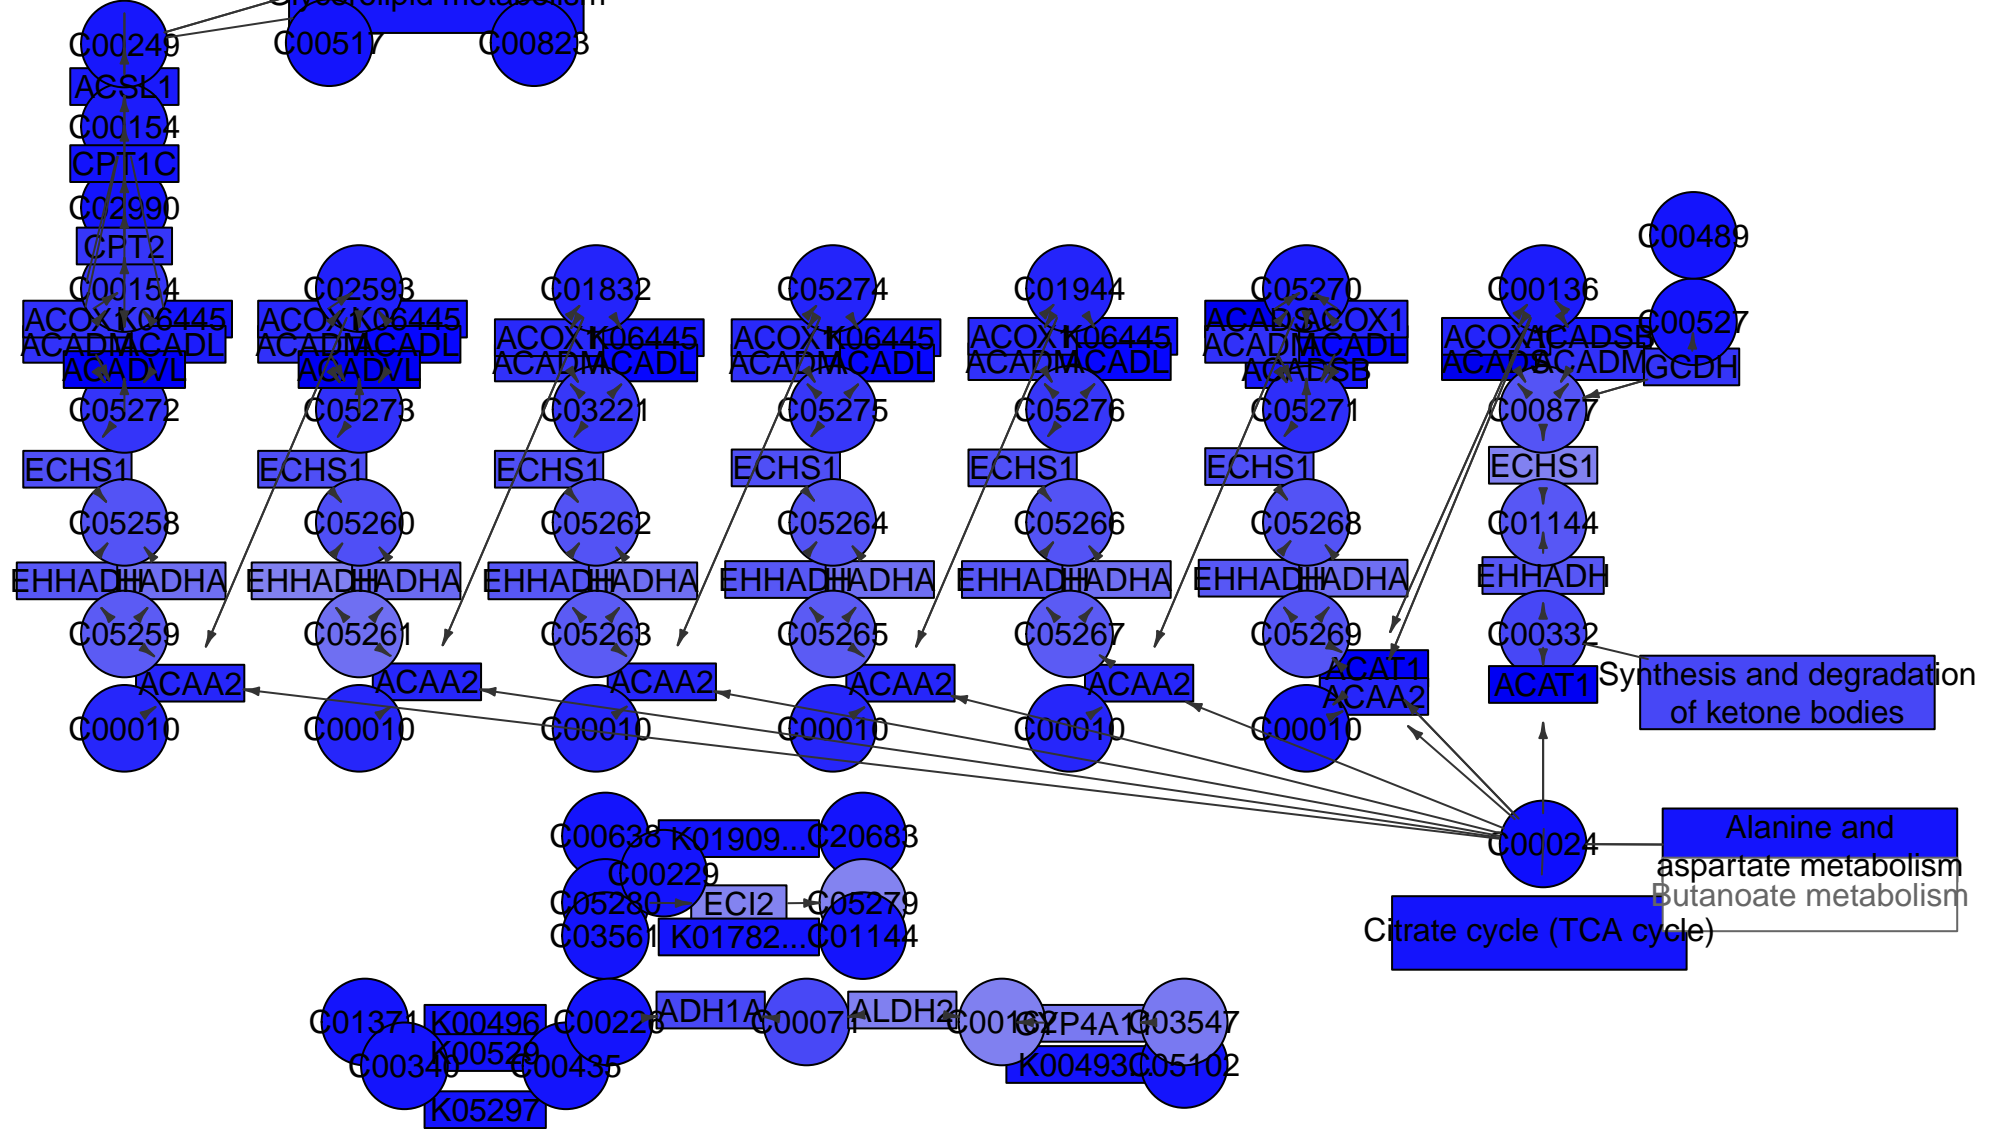 Glycerolipid metabolism
C00249
C00517
C00823
ACSL1
C00154
CPT1C
C02990
CPT2
C00489
C00154
C02593
C01832
C05274
C01944
C05270
C00136
C00527
ACOX1
K06445
ACOX1
K06445
ACOX1
K06445
ACOX1
K06445
ACOX1
K06445
ACADS
ACOX1
ACOX1
ACADSB
ACADM
ACADL
ACADM
ACADL
ACADM
ACADL
ACADM
ACADL
ACADM
ACADL
ACADM
ACADL
ACADS
ACADM
GCDH
ACADVL
ACADVL
ACADSB
C05272
C05273
C03221
C05275
C05276
C05271
C00877
ECHS1
ECHS1
ECHS1
ECHS1
ECHS1
ECHS1
ECHS1
C05258
C05260
C05262
C05264
C05266
C05268
C01144
EHHADH
HADHA
EHHADH
HADHA
EHHADH
HADHA
EHHADH
HADHA
EHHADH
HADHA
EHHADH
HADHA
EHHADH
C05259
C05261
C05263
C05265
C05267
C05269
C00332
ACAA2
ACAA2
ACAA2
ACAA2
ACAA2
ACAT1
ACAA2
ACAT1
Synthesis and degradation
of ketone bodies
C00010
C00010
C00010
C00010
C00010
C00010
C00638
K01909...
C20683
C00229
C00024
Alanine and
aspartate metabolism
Butanoate metabolism
C05280
ECI2
C05279
C03561
K01782...
C01144
Citrate cycle (TCA cycle)
C01371
K00496
C00226
ADH1A
C00071
ALDH2
C00162
CYP4A11
C03547
K00529
C00340
C00435
K00493...
C05102
K05297